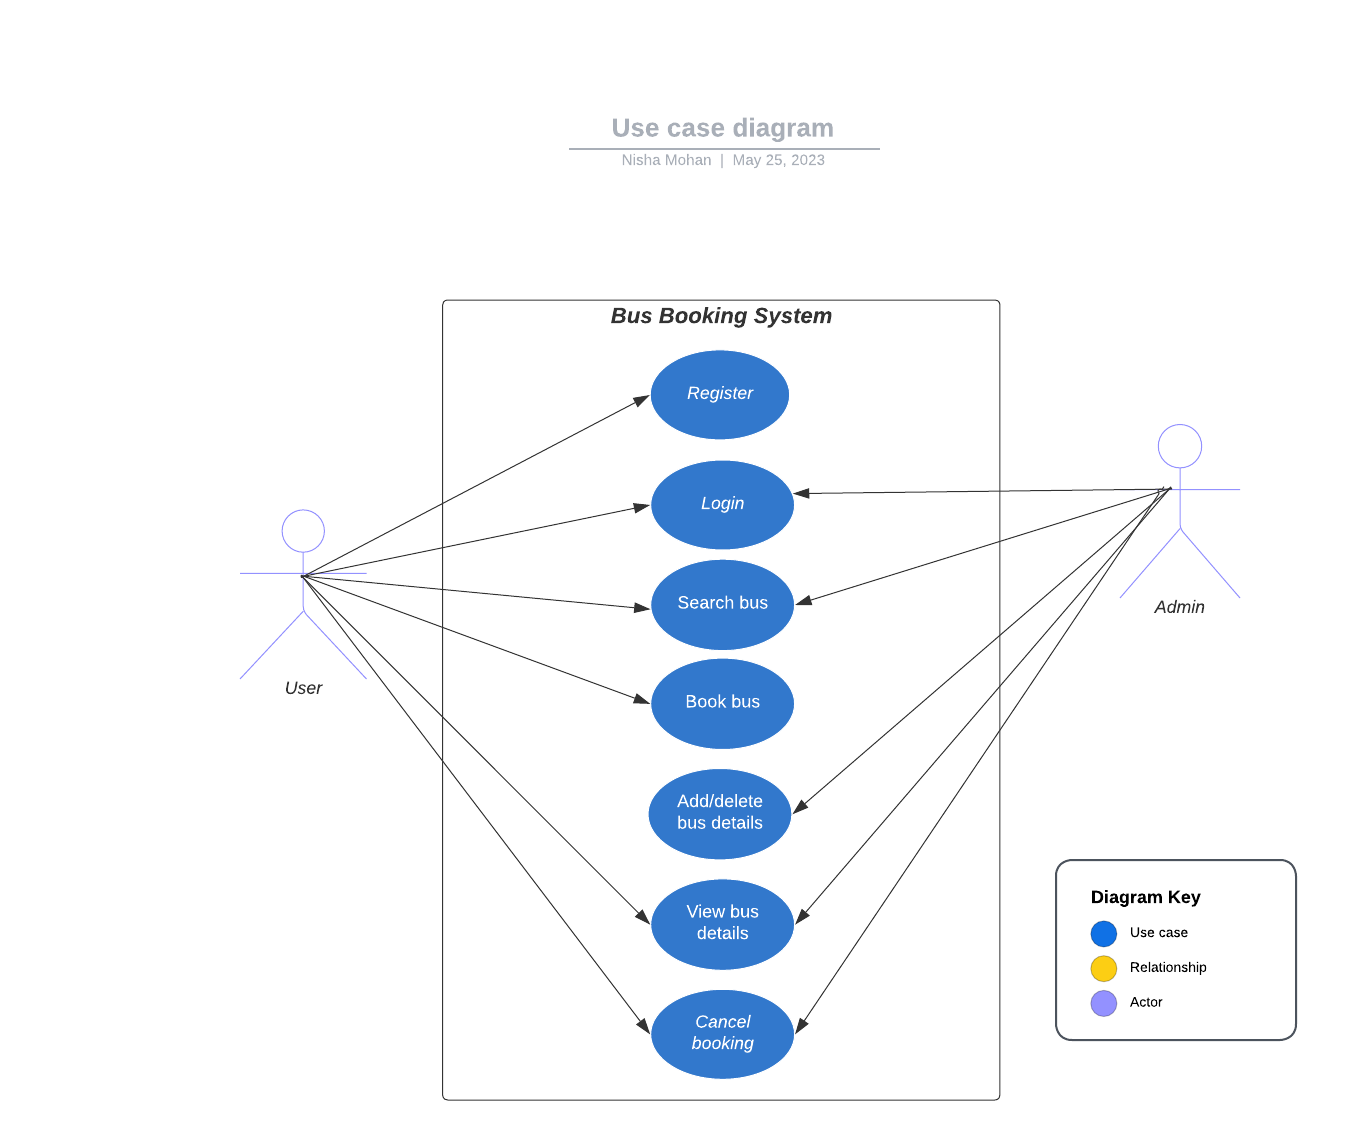 Use case diagram
Nisha Mohan | May 25, 2023
Bus Booking System
Register
Login
Search bus
Book bus
Add/delete
bus details
View bus
details
Cancel
booking
User
Admin
Diagram Key
Use case
Relationship
Actor